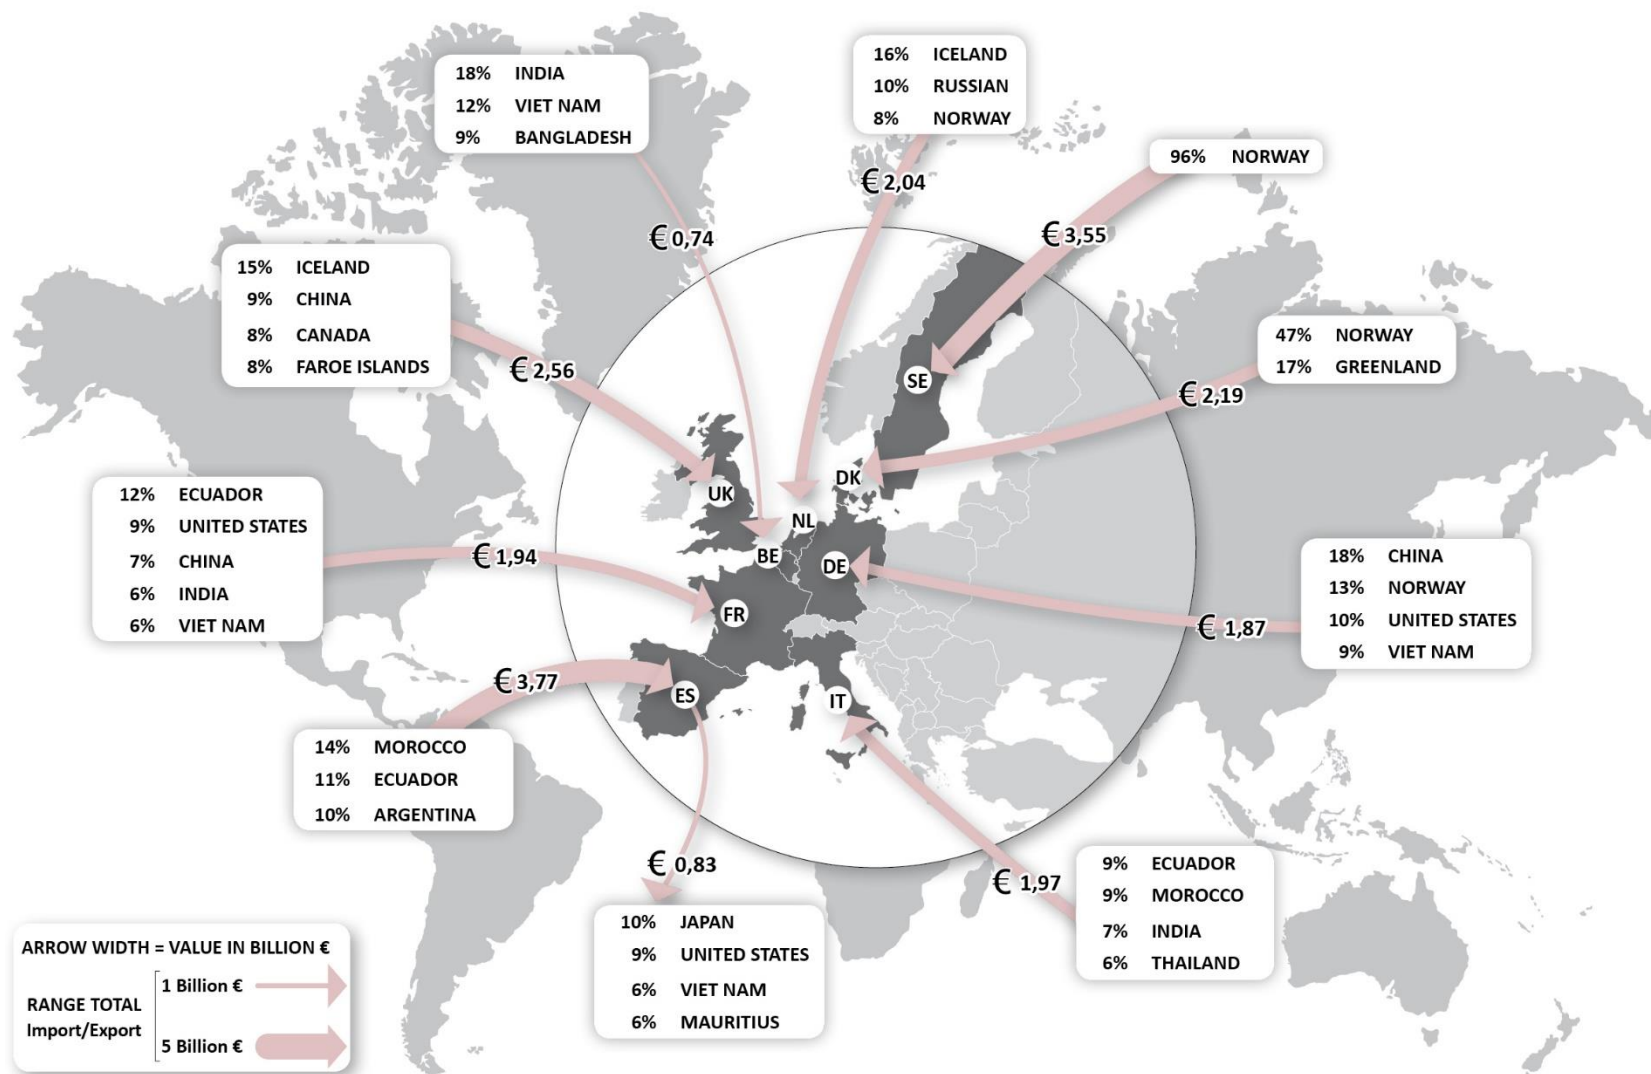 18% INDIA
12% VIET NAM
9% BANGLADESH
16% ICELAND
10% RUSSIAN
8% NORWAY
96% NORWAY
€ 2,04
€ 0,74
€ 3,55
15% ICELAND
9% CHINA
8% CANADA
8% FAROE ISLANDS
€ 2,56
47% NORWAY
17% GREENLAND
€ 2,19
SE
DK
UK
NL
BE
DE
FR
ES
IT
12% ECUADOR
9% UNITED STATES
7% CHINA
6% INDIA
6% VIET NAM
€ 1,94
18% CHINA
13% NORWAY
10% UNITED STATES
9% VIET NAM
€ 1,87
€ 3,77
14% MOROCCO
11% ECUADOR
10% ARGENTINA
€ 0,83
10% JAPAN
9% UNITED STATES
6% VIET NAM
6% MAURITIUS
€ 1,97
9% ECUADOR
9% MOROCCO
7% INDIA
6% THAILAND
ARROW WIDTH = VALUE IN BILLION €
RANGE TOTAL
Import/Export
1 Billion €
5 Billion €